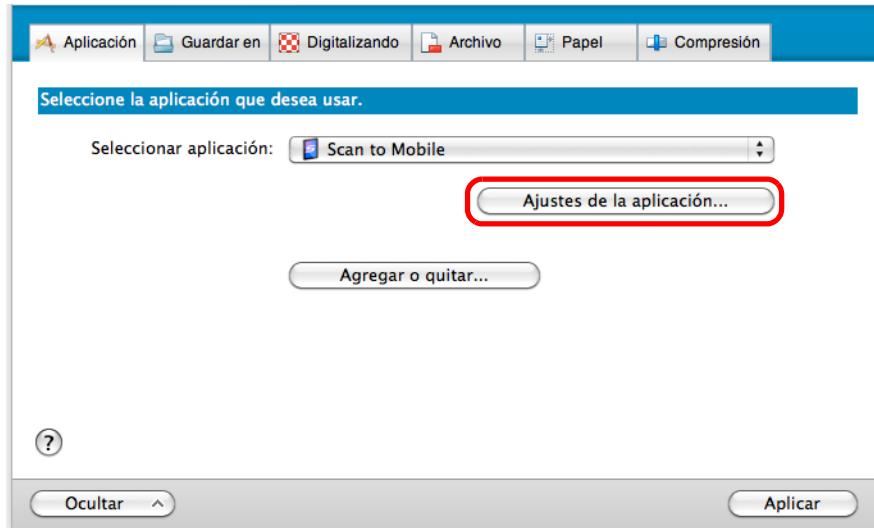 Aplicación Guardar en Digitalizando Archivo Papel Compresión
Seleccione la aplicación que desea usar.
Seleccionar aplicación: Scan to Mobile
Ajustes de la aplicación...
Agregar o quitar...
?
Ocultar Aplicar